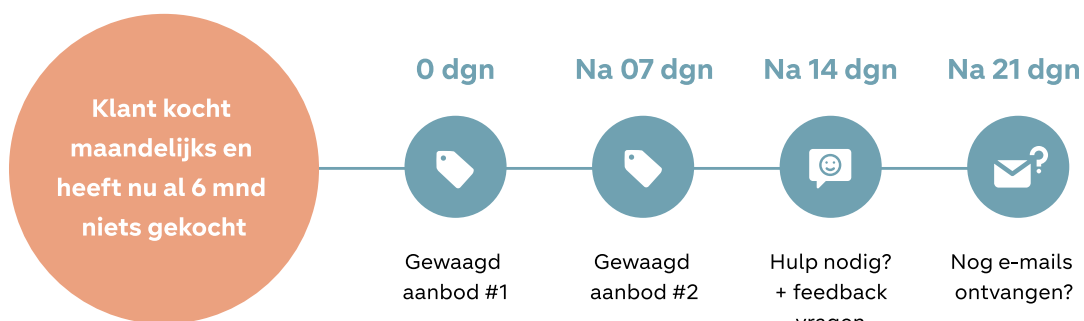 Klant kocht
maandelijks en
heeft nu al 6 mnd
niets gekocht
0 dgn
Gewaagd
aanbod #1
Na 07 dgn
Gewaagd
aanbod #2
Na 14 dgn
Hulp nodig?
+ feedback
vragen
Na 21 dgn
Nog e-mails
ontvangen?